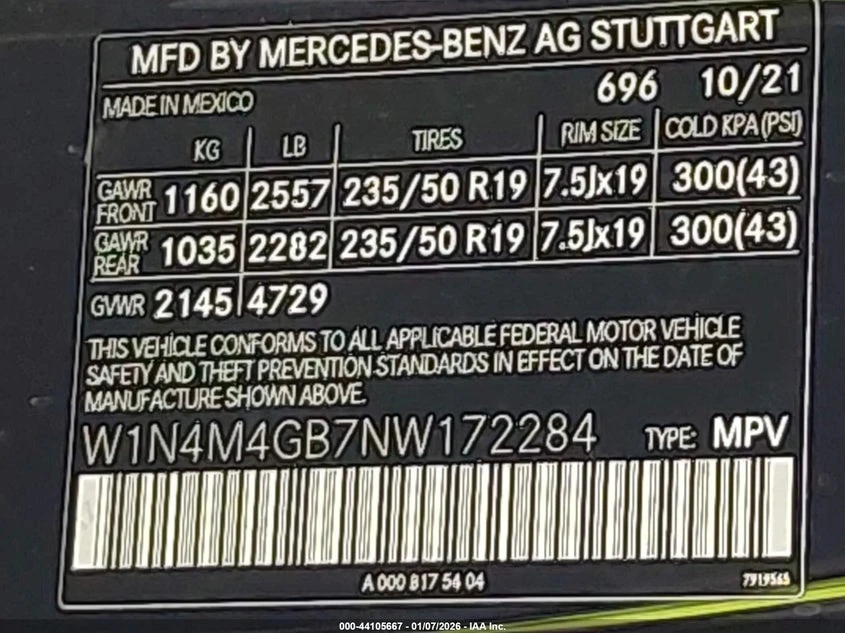 MFD BY MERCEDES-BENZ AG STUTTGART
MADE IN MEXICO 696 10/21
KG LB TIRES RIM SIZE COLD KPA(PSI)
GAWR FRONT 1160 2557 235/50 R19 7.5Jx19 300(43)
GAWR REAR 1035 2282 235/50 R19 7.5Jx19 300(43)
GVWR 2145 4729
THIS VEHICLE CONFORMS TO ALL APPLICABLE FEDERAL MOTOR VEHICLE
SAFETY AND THEFT PREVENTION STANDARDS IN EFFECT ON THE DATE OF
MANUFACTURE SHOWN ABOVE.
W1N4M4GB7NW172284 TYPE: MPV
A 000 817 54 04 7919565
000-44105667 - 01/07/2026 - IAA Inc.